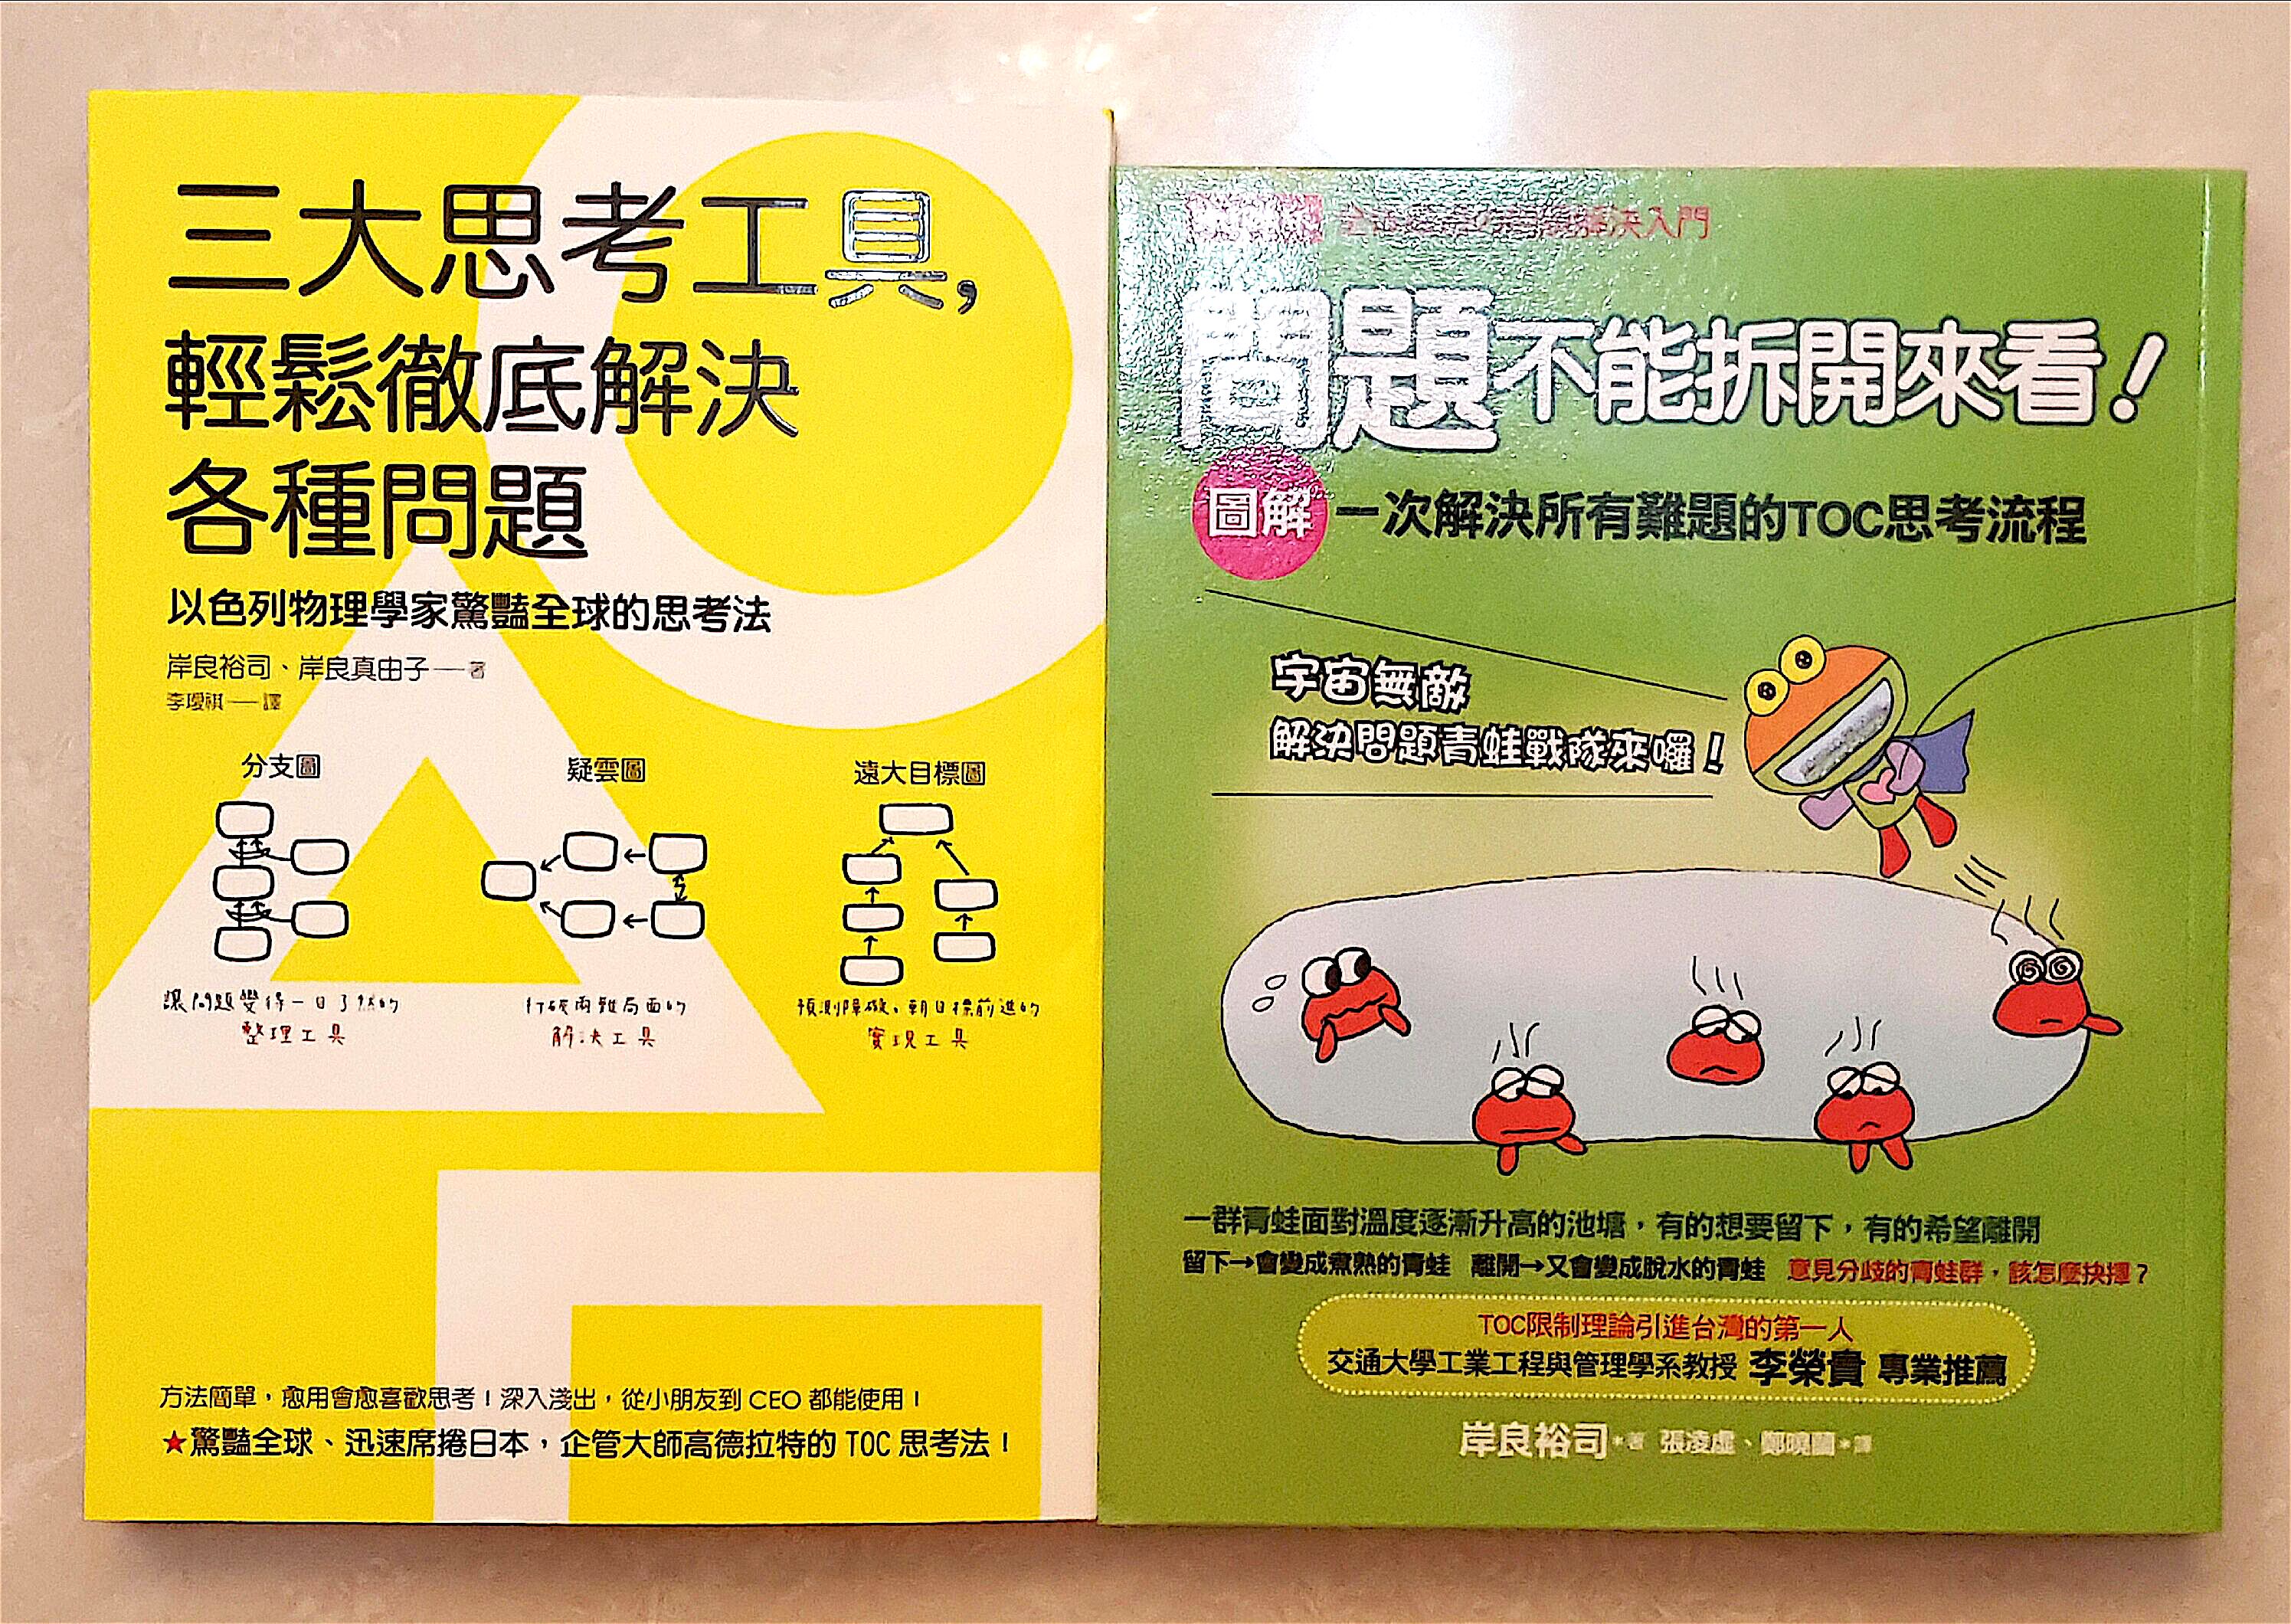 三大思考工具,
輕鬆徹底解決
各種問題
以色列物理學家驚豔全球的思考法
岸良裕司、岸良真由子——著
李璦祺——譯
分支圖
疑雲圖
遠大目標圖
讓問題變得一目了然的
整理工具
打破兩難局面的
解決工具
預測障礙、朝目標前進的
實現工具
方法簡單，愈用會愈喜歡思考！深入淺出，從小朋友到 CEO 都能使用！
★驚豔全球、迅速席捲日本，企管大師高德拉特的 TOC 思考法！
解決入門
問題不能拆開來看！
圖解 一次解決所有難題的TOC思考流程
宇宙無敵
解決問題青蛙戰隊來囉！
一群青蛙面對溫度逐漸升高的池塘，有的想要留下，有的希望離開
留下→會變成煮熟的青蛙 離開→又會變成脫水的青蛙 意見分歧的青蛙群，該怎麼抉擇？
TOC限制理論引進台灣的第一人
交通大學工業工程與管理學系教授 李榮貴 專業推薦
岸良裕司*著 張凌虛、鄭曉蘭*譯